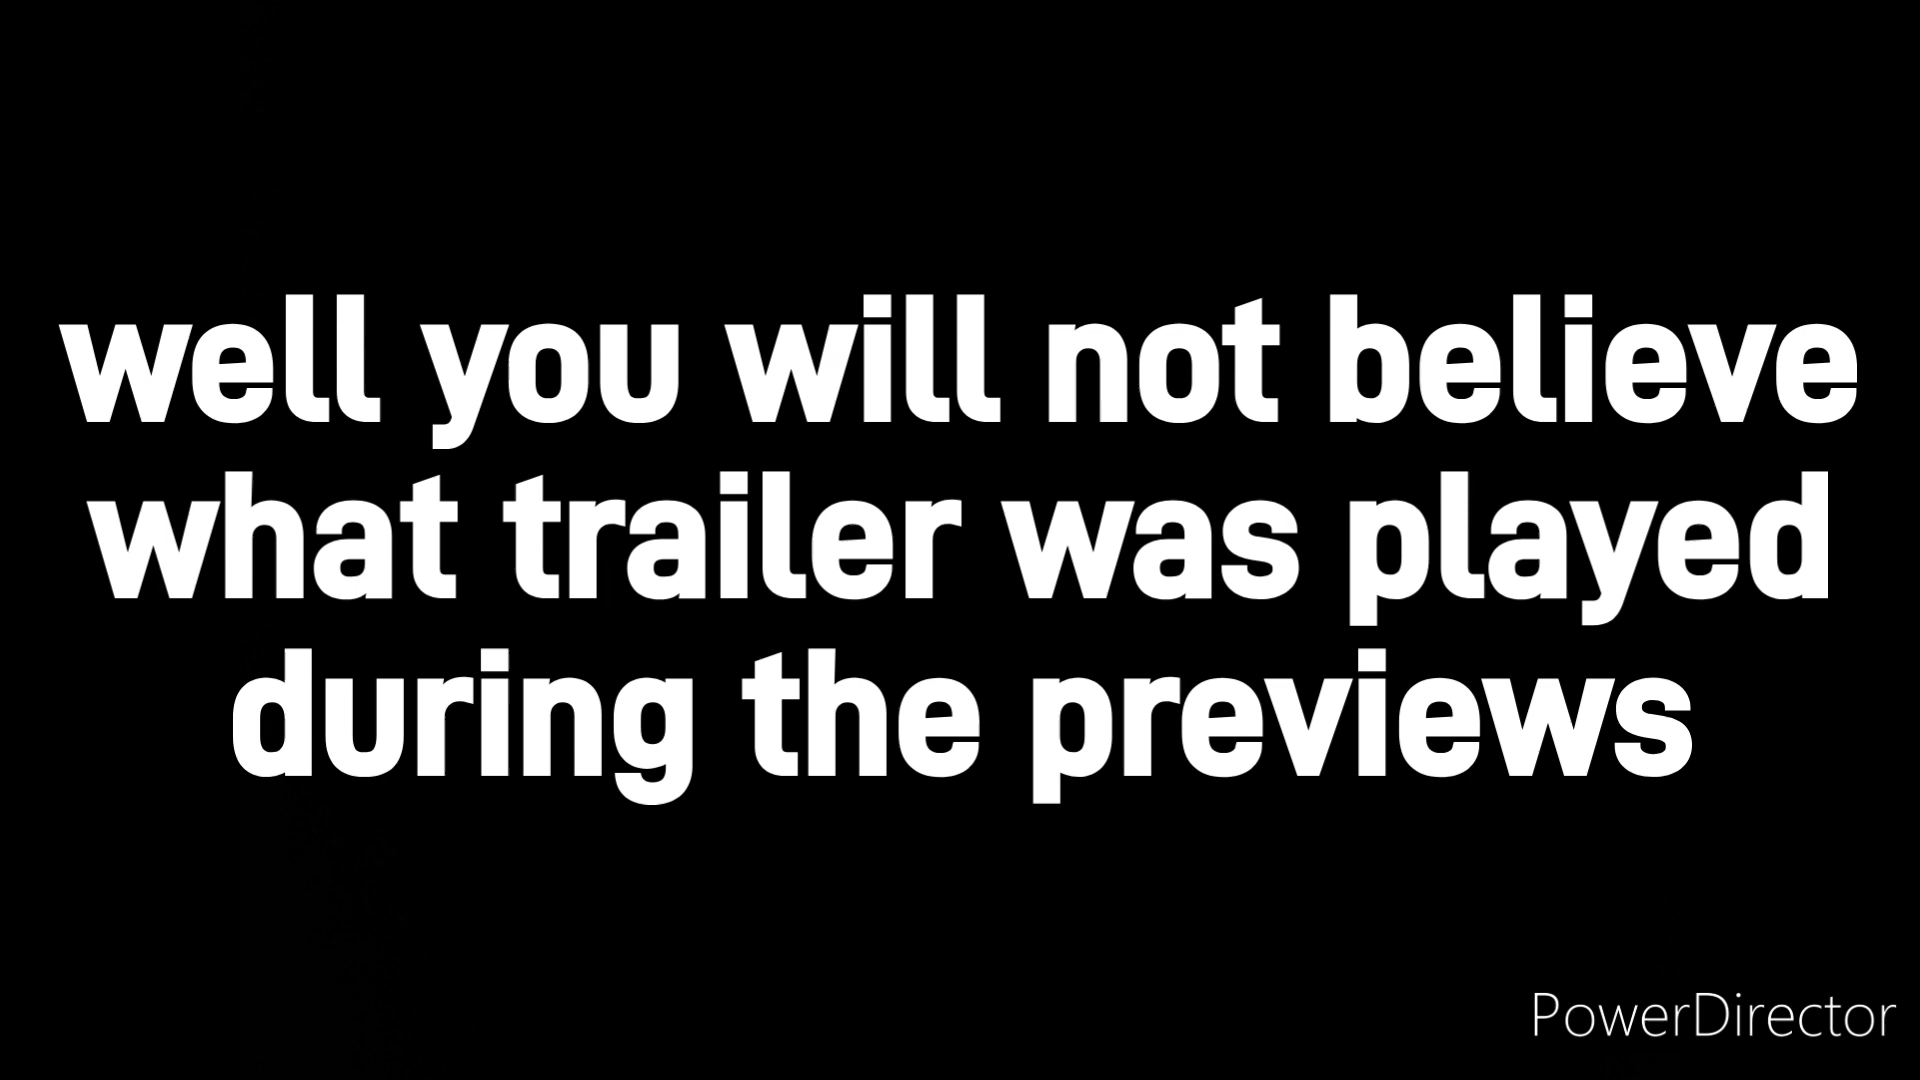 well you will not believe
what trailer was played
during the previews
PowerDirector